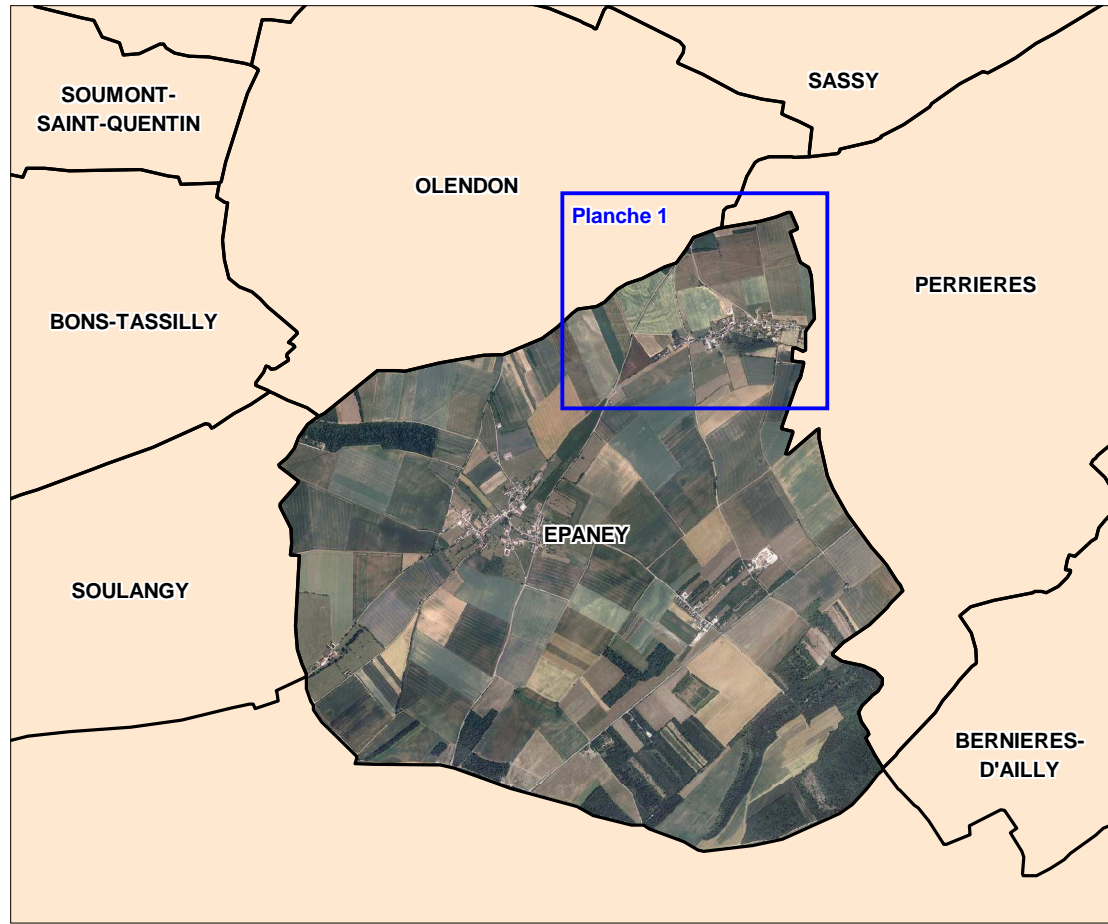 SASSY
SOUMONT-
SAINT-QUENTIN
OLENDON
Planche 1
PERRIERES
BONS-TASSILLY
EPANEY
SOULANGY
BERNIERES-
D'AILLY